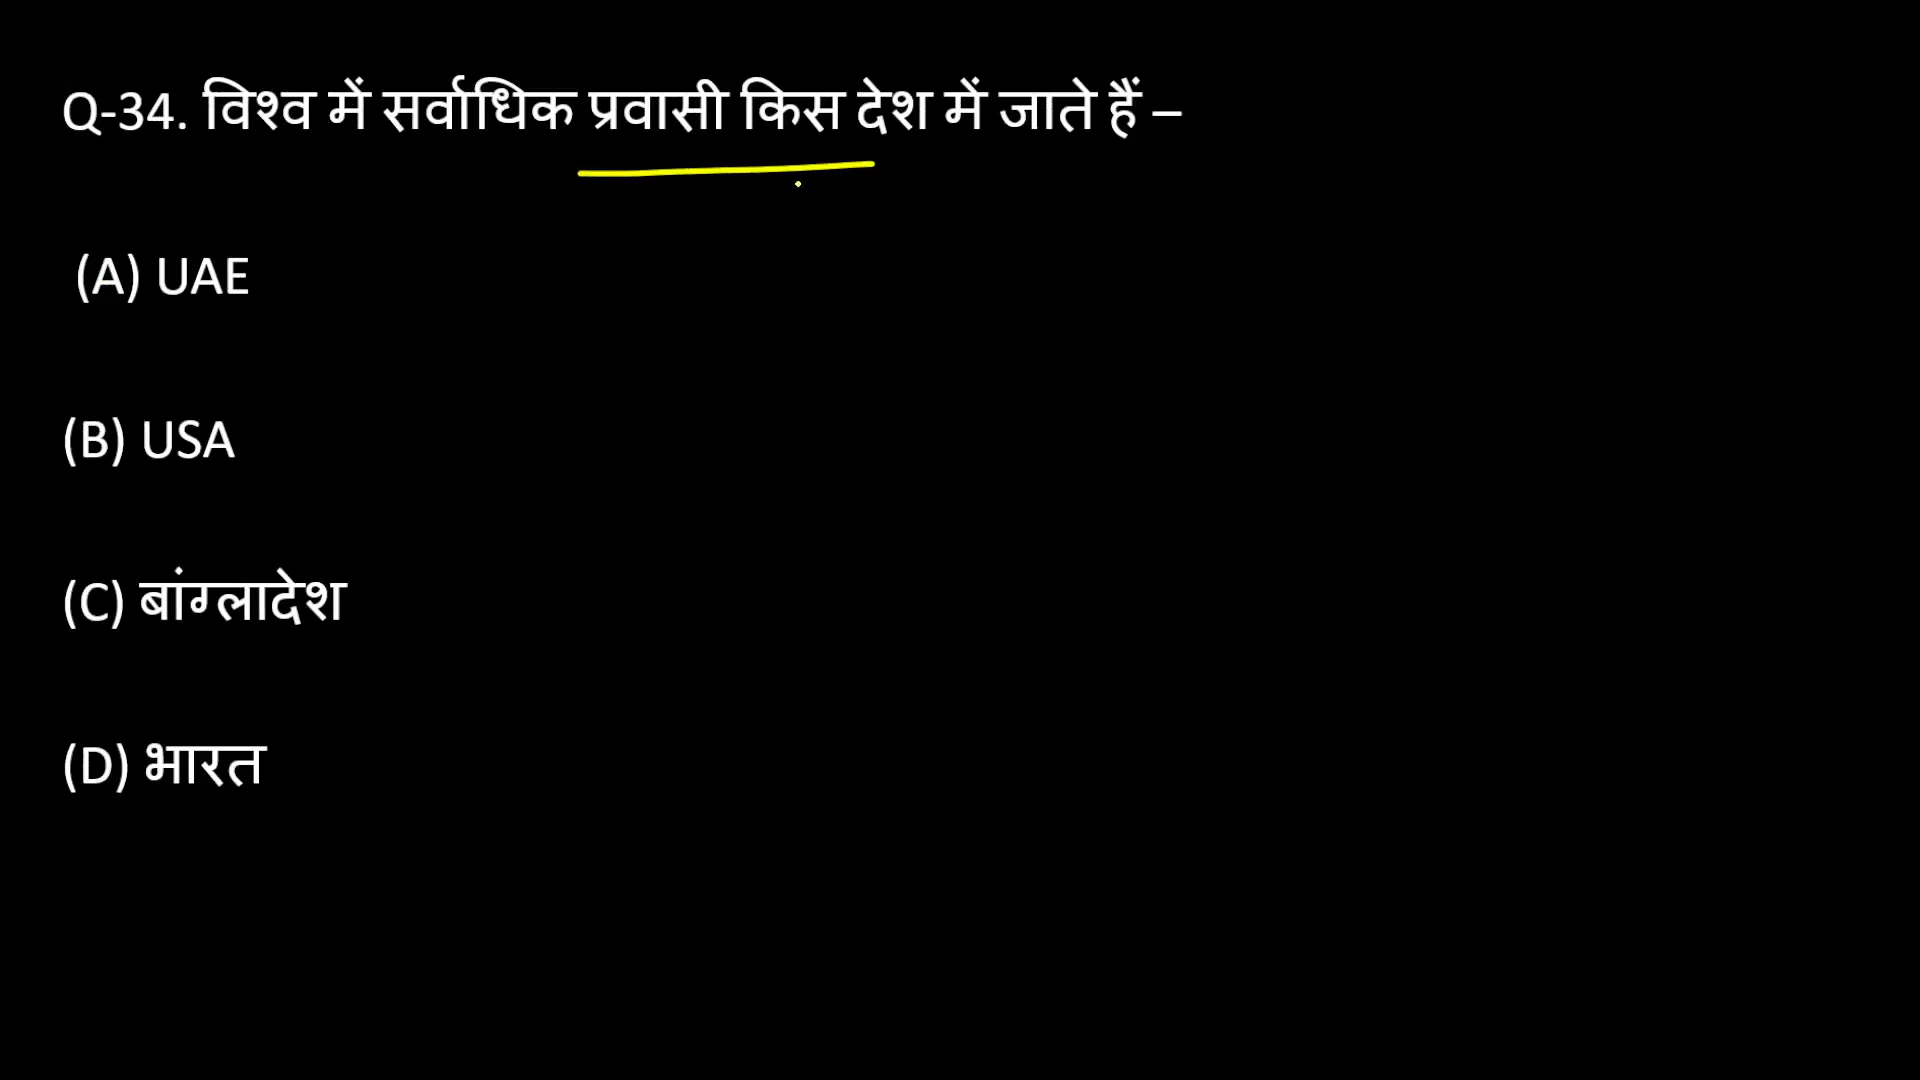 Q-34. विश्व में सर्वाधिक प्रवासी किस देश में जाते हैं –
(A) UAE
(B) USA
(C) बांग्लादेश
(D) भारत